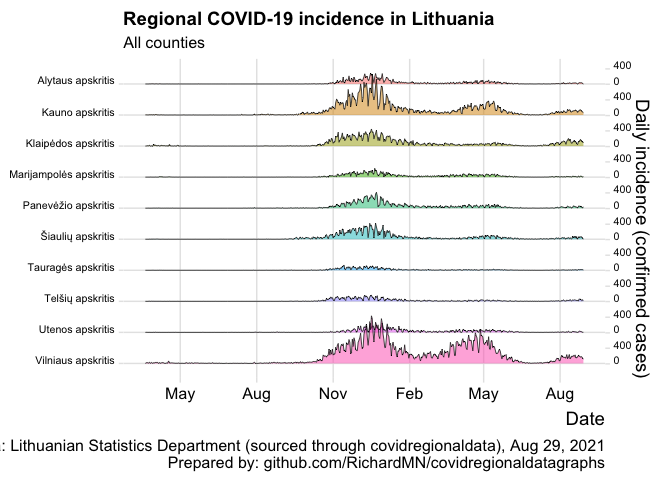 Regional COVID-19 incidence in Lithuania
All counties
Alytaus apskritis
Kauno apskritis
Klaipėdos apskritis
Marijampolės apskritis
Panevėžio apskritis
Šiaulių apskritis
Tauragės apskritis
Telšių apskritis
Utenos apskritis
Vilniaus apskritis
400
0
400
0
400
0
400
0
400
0
400
0
400
0
400
0
400
0
400
0
Daily incidence (confirmed cases)
May Aug Nov Feb May Aug
Date
: Lithuanian Statistics Department (sourced through covidregionaldata), Aug 29, 2021
Prepared by: github.com/RichardMN/covidregionaldatagraphs